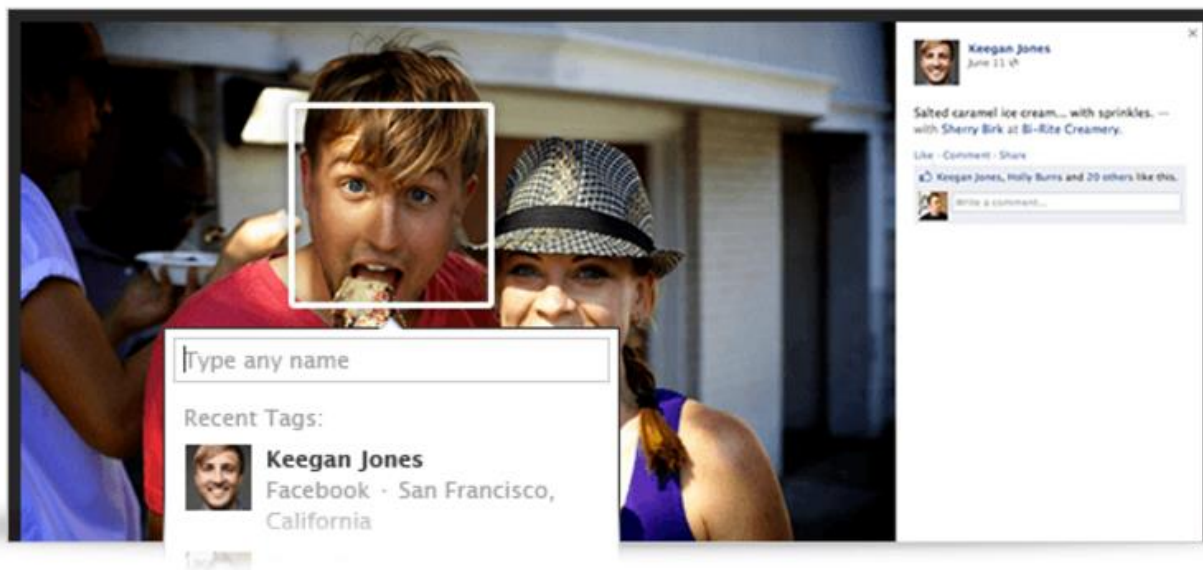 Type any name
Recent Tags:
Keegan Jones
Facebook · San Francisco,
California
Keegan Jones
June 11
Salted caramel ice cream... with sprinkles. —
with Sherry Birk at Bi-Rite Creamery.
Like · Comment · Share
Keegan Jones, Holly Burns and 20 others like this.
Write a comment...